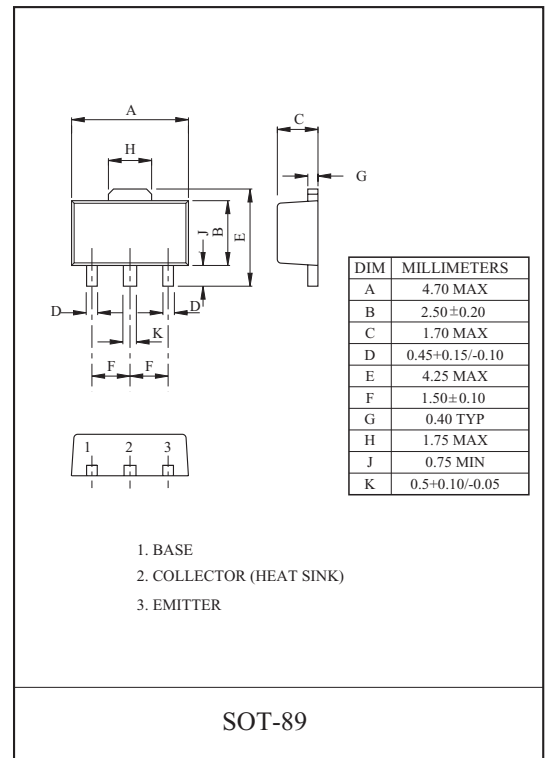 A
H
C
G
J
B
E
D
D
K
F
F
DIM MILLIMETERS
A 4.70 MAX
B 2.50±0.20
C 1.70 MAX
D 0.45+0.15/-0.10
E 4.25 MAX
F 1.50±0.10
G 0.40 TYP
H 1.75 MAX
J 0.75 MIN
K 0.5+0.10/-0.05
1 2 3
1. BASE
2. COLLECTOR (HEAT SINK)
3. EMITTER
SOT-89